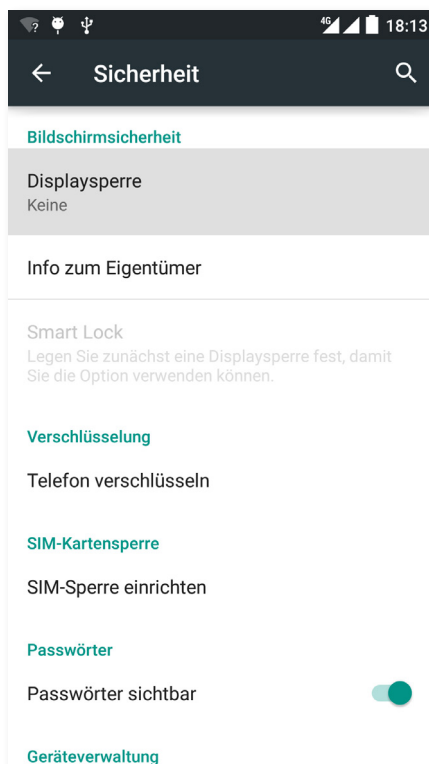 4G 18:13
Sicherheit
Bildschirmsicherheit
Displaysperre
Keine
Info zum Eigentümer
Smart Lock
Legen Sie zunächst eine Displaysperre fest, damit
Sie die Option verwenden können.
Verschlüsselung
Telefon verschlüsseln
SIM-Kartensperre
SIM-Sperre einrichten
Passwörter
Passwörter sichtbar
Geräteverwaltung